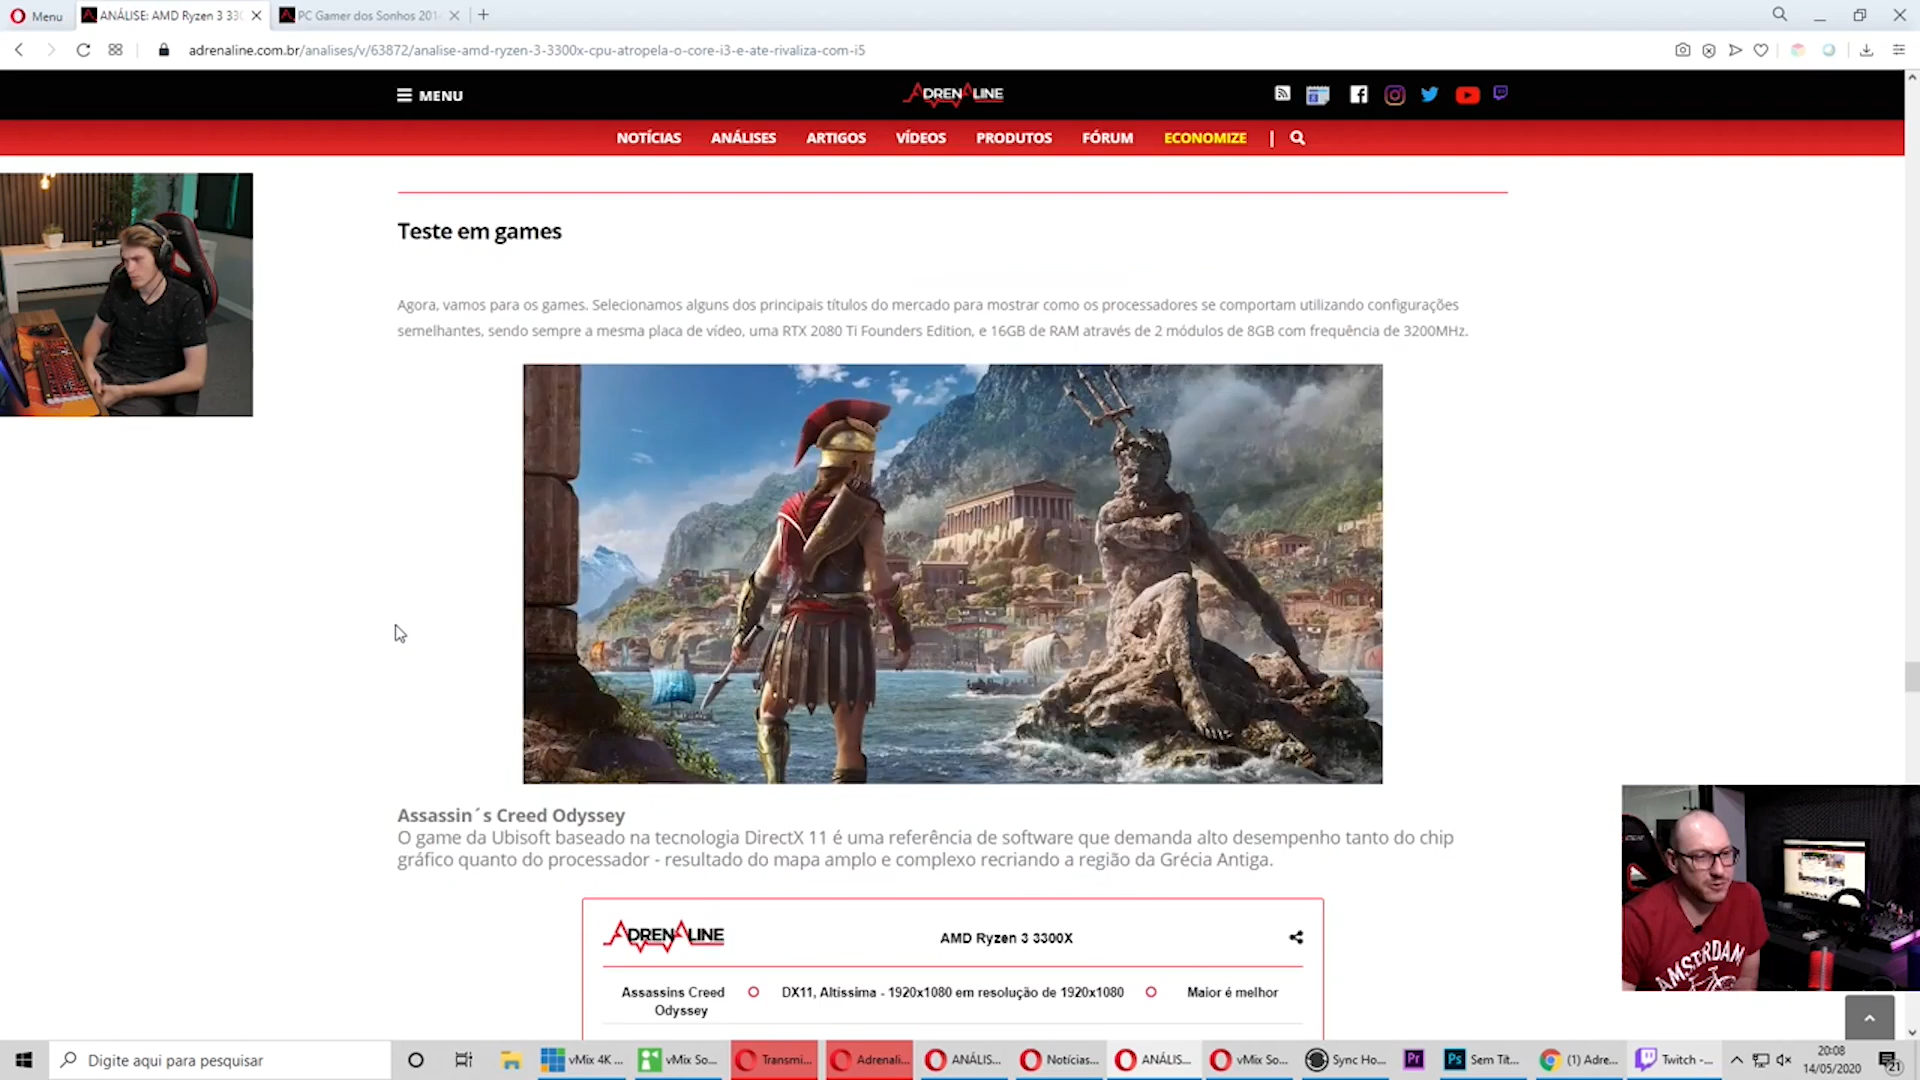 Menu
ANÁLISE: AMD Ryzen 3 330
PC Gamer dos Sonhos 201
adrenaline.com.br/analises/v/63872/analise-amd-ryzen-3-3300x-cpu-atropela-o-core-i3-e-ate-rivaliza-com-i5
MENU
ADRENALINE
NOTÍCIAS ANÁLISES ARTIGOS VÍDEOS PRODUTOS FÓRUM ECONOMIZE |
Teste em games
Agora, vamos para os games. Selecionamos alguns dos principais títulos do mercado para mostrar como os processadores se comportam utilizando configurações
semelhantes, sendo sempre a mesma placa de vídeo, uma RTX 2080 Ti Founders Edition, e 16GB de RAM através de 2 módulos de 8GB com frequência de 3200MHz.
Assassin´s Creed Odyssey
O game da Ubisoft baseado na tecnologia DirectX 11 é uma referência de software que demanda alto desempenho tanto do chip
gráfico quanto do processador - resultado do mapa amplo e complexo recriando a região da Grécia Antiga.
ADRENALINE
AMD Ryzen 3 3300X
Assassins Creed
Odyssey
DX11, Altíssima - 1920x1080 em resolução de 1920x1080
Maior é melhor
AMSTERDAM
Digite aqui para pesquisar
vMix 4K ...
vMix So...
Transmi...
Adrenali...
ANÁLIS...
Notícias...
ANÁLIS...
vMix So...
Sync Ho...
Pr
Ps
Sem Tít...
(1) Adre...
Twitch -...
20:08
14/05/2020
21